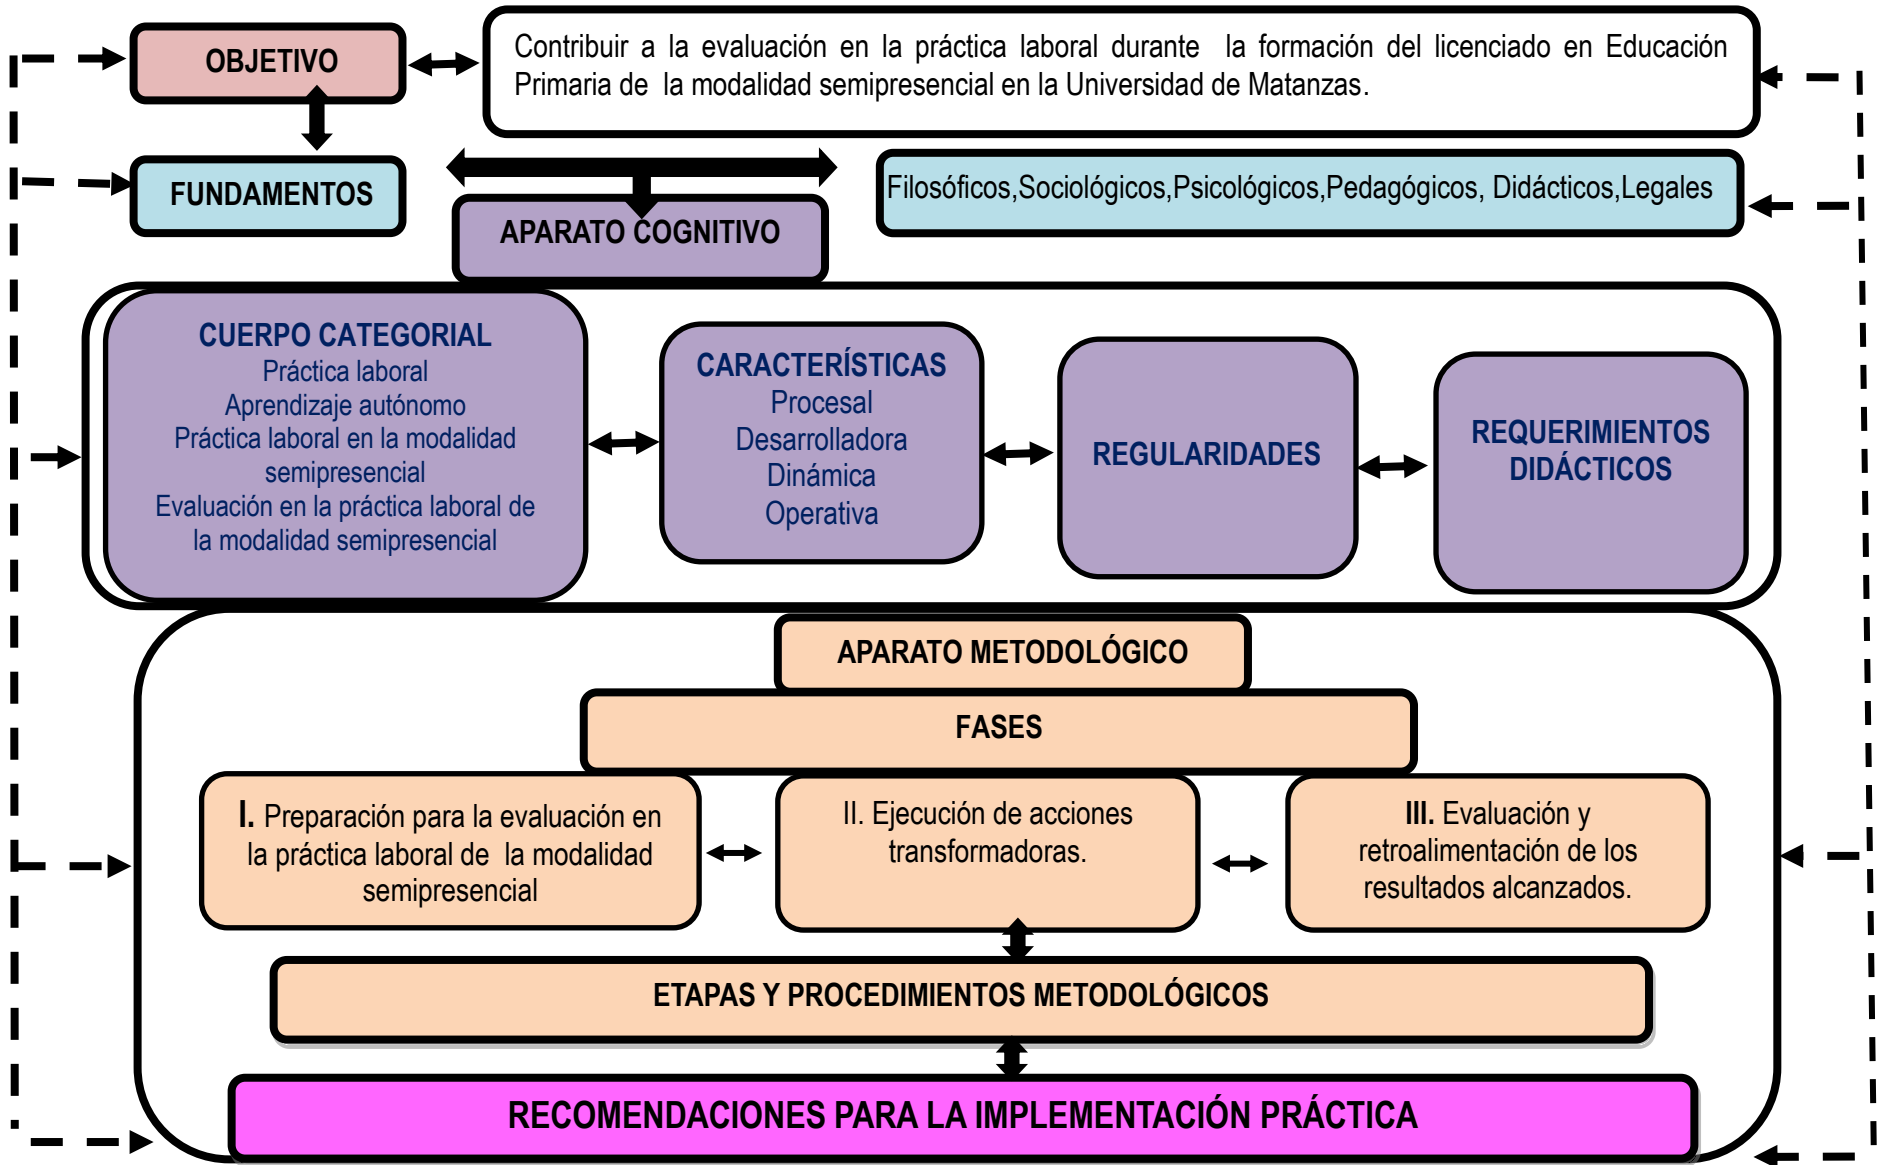 OBJETIVO
Contribuir a la evaluación en la práctica laboral durante la formación del licenciado en Educación
Primaria de la modalidad semipresencial en la Universidad de Matanzas.
FUNDAMENTOS
Filosóficos,Sociológicos,Psicológicos,Pedagógicos, Didácticos,Legales
APARATO COGNITIVO
CUERPO CATEGORIAL
Práctica laboral
Aprendizaje autónomo
Práctica laboral en la modalidad
semipresencial
Evaluación en la práctica laboral de
la modalidad semipresencial
CARACTERÍSTICAS
Procesal
Desarrolladora
Dinámica
Operativa
REGULARIDADES
REQUERIMIENTOS
DIDÁCTICOS
APARATO METODOLÓGICO
FASES
I. Preparación para la evaluación en
la práctica laboral de la modalidad
semipresencial
II. Ejecución de acciones
transformadoras.
III. Evaluación y
retroalimentación de los
resultados alcanzados.
ETAPAS Y PROCEDIMIENTOS METODOLÓGICOS
RECOMENDACIONES PARA LA IMPLEMENTACIÓN PRÁCTICA